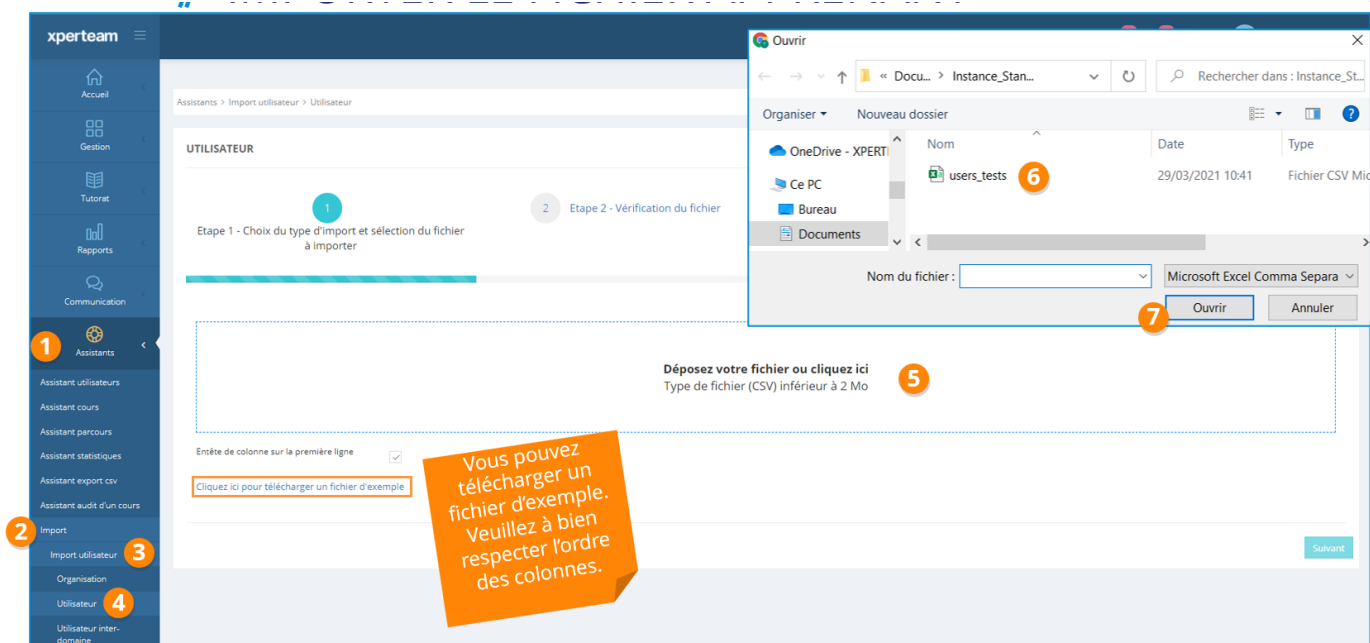 xperteam
Accueil
Gestion
Tutorat
Rapports
Communication
1
Assistants
Assistant utilisateurs
Assistant cours
Assistant parcours
Assistant statistiques
Assistant export csv
Assistant audit d'un cours
2
Import
Import utilisateur
3
Organisation
Utilisateur
4
Utilisateur inter-
domaine
Assistants > Import utilisateur > Utilisateur
UTILISATEUR
1
Etape 1 - Choix du type d'import et sélection du fichier
à importer
2 Etape 2 - Vérification du fichier
Déposez votre fichier ou cliquez ici
Type de fichier (CSV) inférieur à 2 Mo
5
Entête de colonne sur la première ligne
Cliquez ici pour télécharger un fichier d'exemple
Vous pouvez
télécharger un
fichier d'exemple.
Veuillez à bien
respecter l'ordre
des colonnes.
Suivant
Ouvrir
« Docu... > Instance_Stan...
Rechercher dans : Instance_St...
Organiser
Nouveau dossier
OneDrive - XPERT
Ce PC
Bureau
Documents
Nom Date Type
users_tests 6 29/03/2021 10:41 Fichier CSV Mic
Nom du fichier :
Microsoft Excel Comma Separa
7
Ouvrir
Annuler